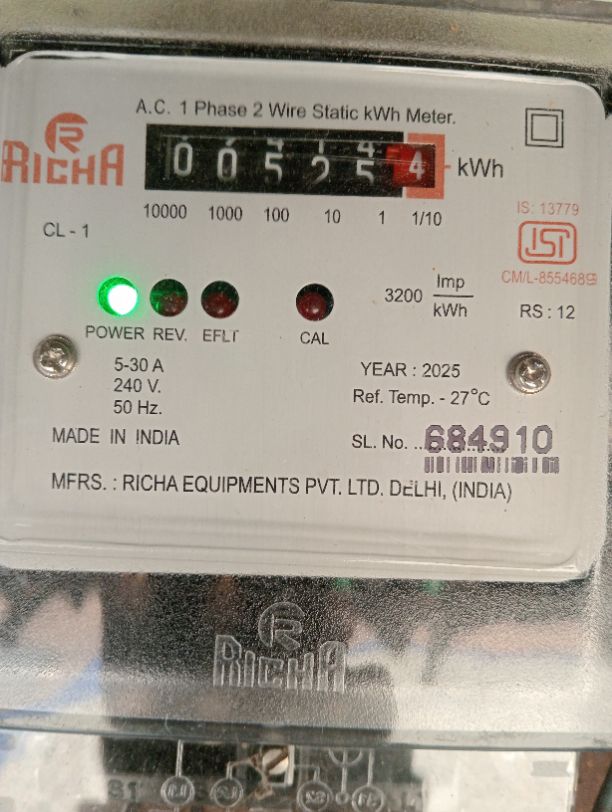 A.C. 1 Phase 2 Wire Static kWh Meter.
RICHA
0 0 5 2 5 4 kWh
10000 1000 100 10 1 1/10
CL - 1
IS: 13779
ISI
CM/L-8554689
3200 Imp/kWh
RS : 12
POWER REV. EFLT CAL
5-30 A
240 V.
50 Hz.
YEAR : 2025
Ref. Temp. - 27°C
MADE IN INDIA
SL. No. 684910
MFRS. : RICHA EQUIPMENTS PVT. LTD. DELHI, (INDIA)
RICHA